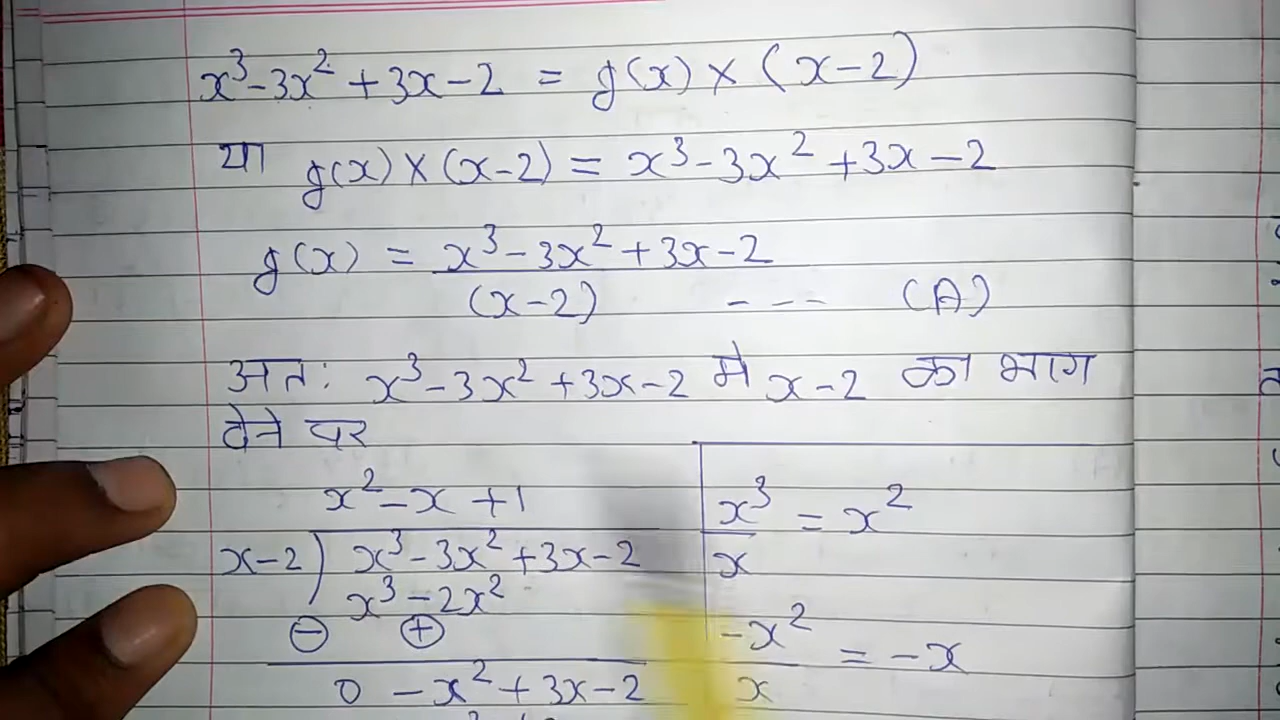 x³-3x²+3x-2 = g(x)×(x-2)
या g(x)×(x-2) = x³-3x²+3x-2
g(x) = x³-3x²+3x-2
(x-2) --- (A)
अतः x³-3x²+3x-2 मे x-2 का भाग
देने पर
x²-x+1
x-2) x³-3x²+3x-2
x³-2x²
⊖ ⊕
0 -x²+3x-2
x³ = x²
x
-x² = -x
x